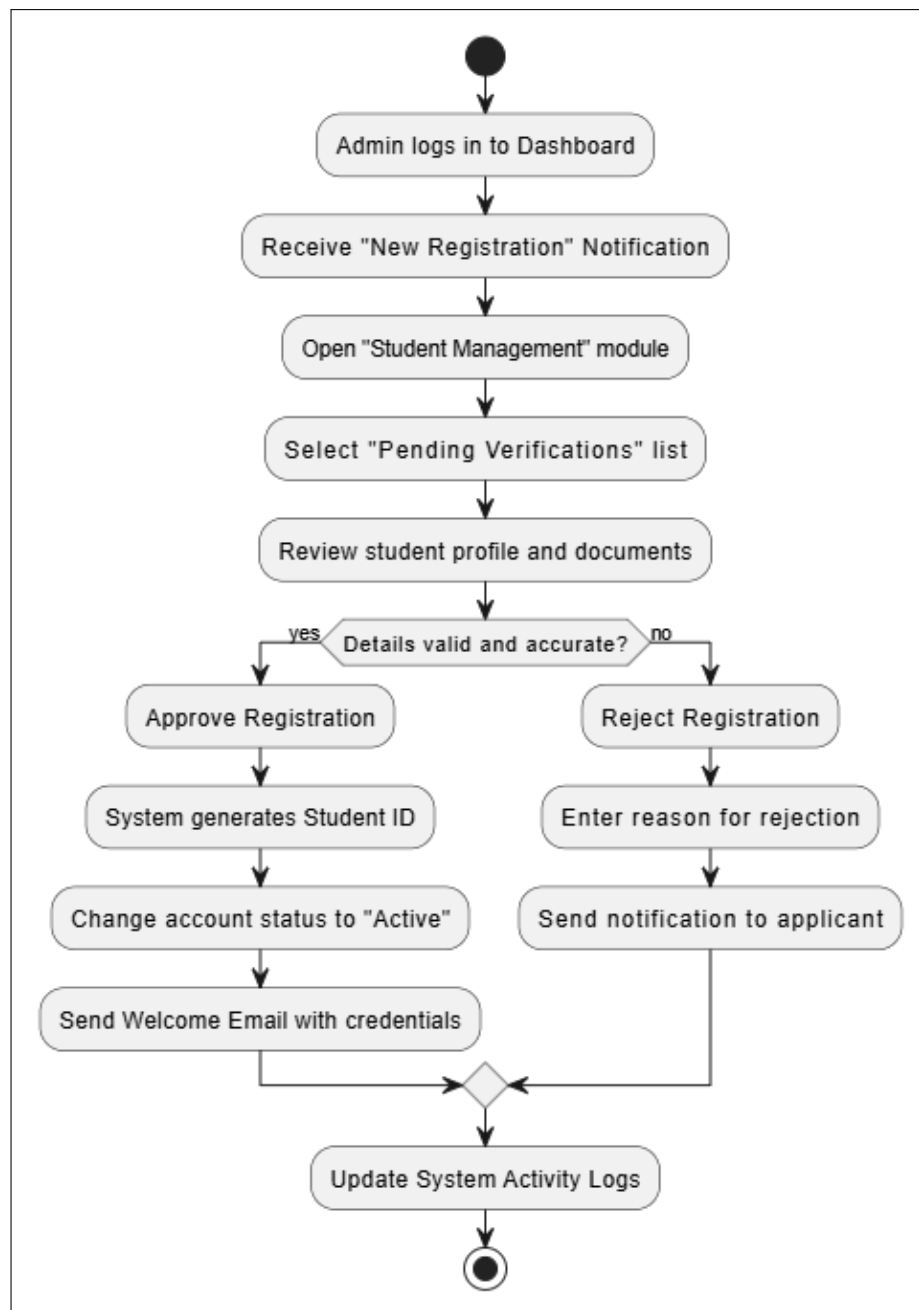 Admin logs in to Dashboard
Receive "New Registration" Notification
Open "Student Management" module
Select "Pending Verifications" list
Review student profile and documents
yes
Details valid and accurate?
no
Approve Registration
Reject Registration
System generates Student ID
Enter reason for rejection
Change account status to "Active"
Send notification to applicant
Send Welcome Email with credentials
Update System Activity Logs